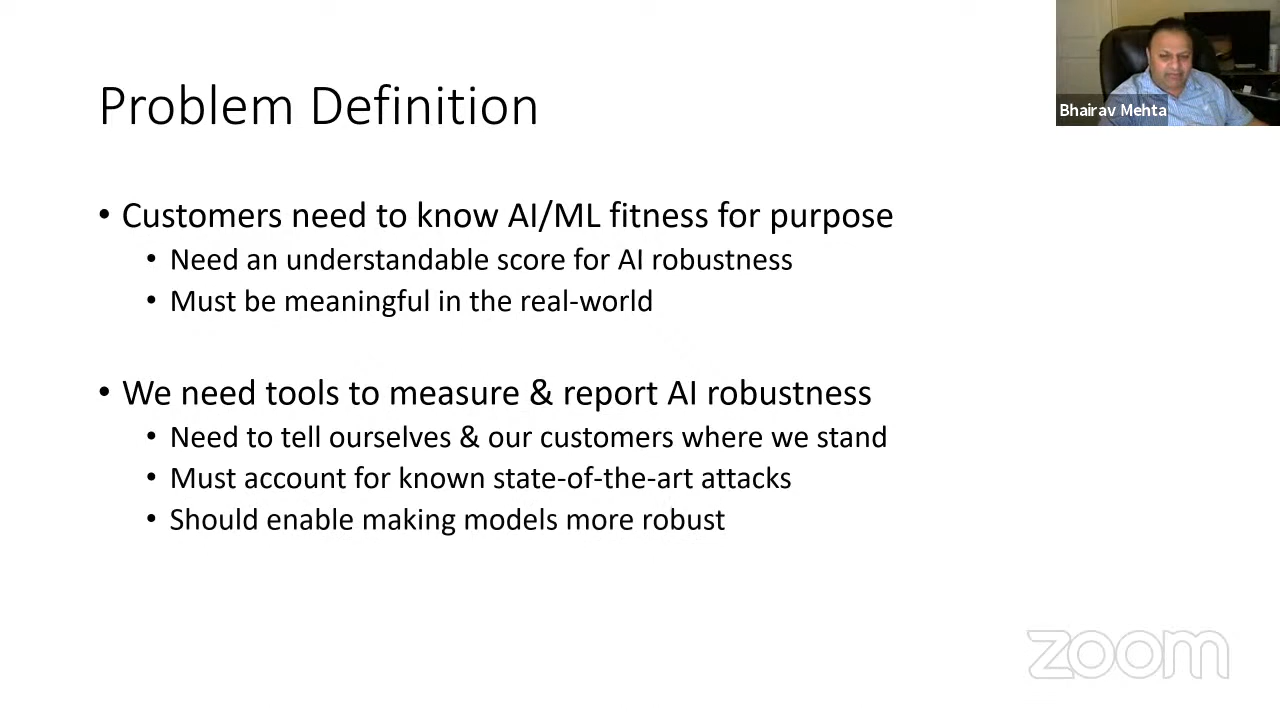 Problem Definition
Bhairav Mehta
• Customers need to know AI/ML fitness for purpose
• Need an understandable score for AI robustness
• Must be meaningful in the real-world
• We need tools to measure & report AI robustness
• Need to tell ourselves & our customers where we stand
• Must account for known state-of-the-art attacks
• Should enable making models more robust
zoom